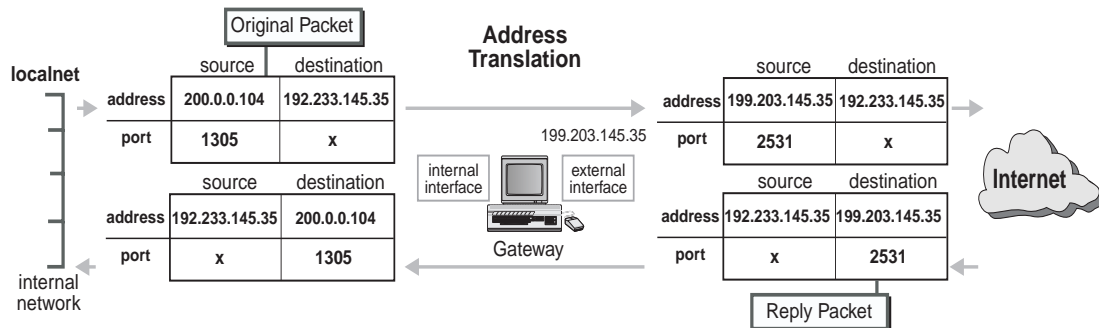 Original Packet
Address
Translation
localnet
source destination
address 200.0.0.104 192.233.145.35
port 1305 x
source destination
address 199.203.145.35 192.233.145.35
port 2531 x
199.203.145.35
internal
interface
external
interface
Gateway
Internet
source destination
address 192.233.145.35 200.0.0.104
port x 1305
source destination
address 192.233.145.35 199.203.145.35
port x 2531
internal
network
Reply Packet